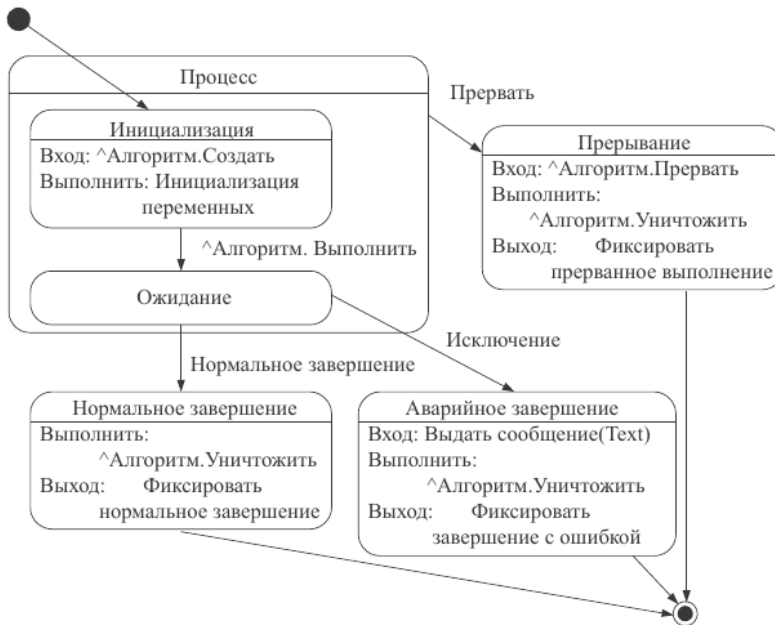 Процесс
Прервать
Инициализация
Вход: ^Алгоритм.Создать
Выполнить: Инициализация
переменных
Прерывание
Вход: ^Алгоритм.Прервать
Выполнить:
^Алгоритм.Уничтожить
Выход: Фиксировать
прерванное выполнение
^Алгоритм. Выполнить
Ожидание
Исключение
Нормальное завершение
Нормальное завершение
Выполнить:
^Алгоритм.Уничтожить
Выход: Фиксировать
нормальное завершение
Аварийное завершение
Вход: Выдать сообщение(Text)
Выполнить:
^Алгоритм.Уничтожить
Выход: Фиксировать
завершение с ошибкой